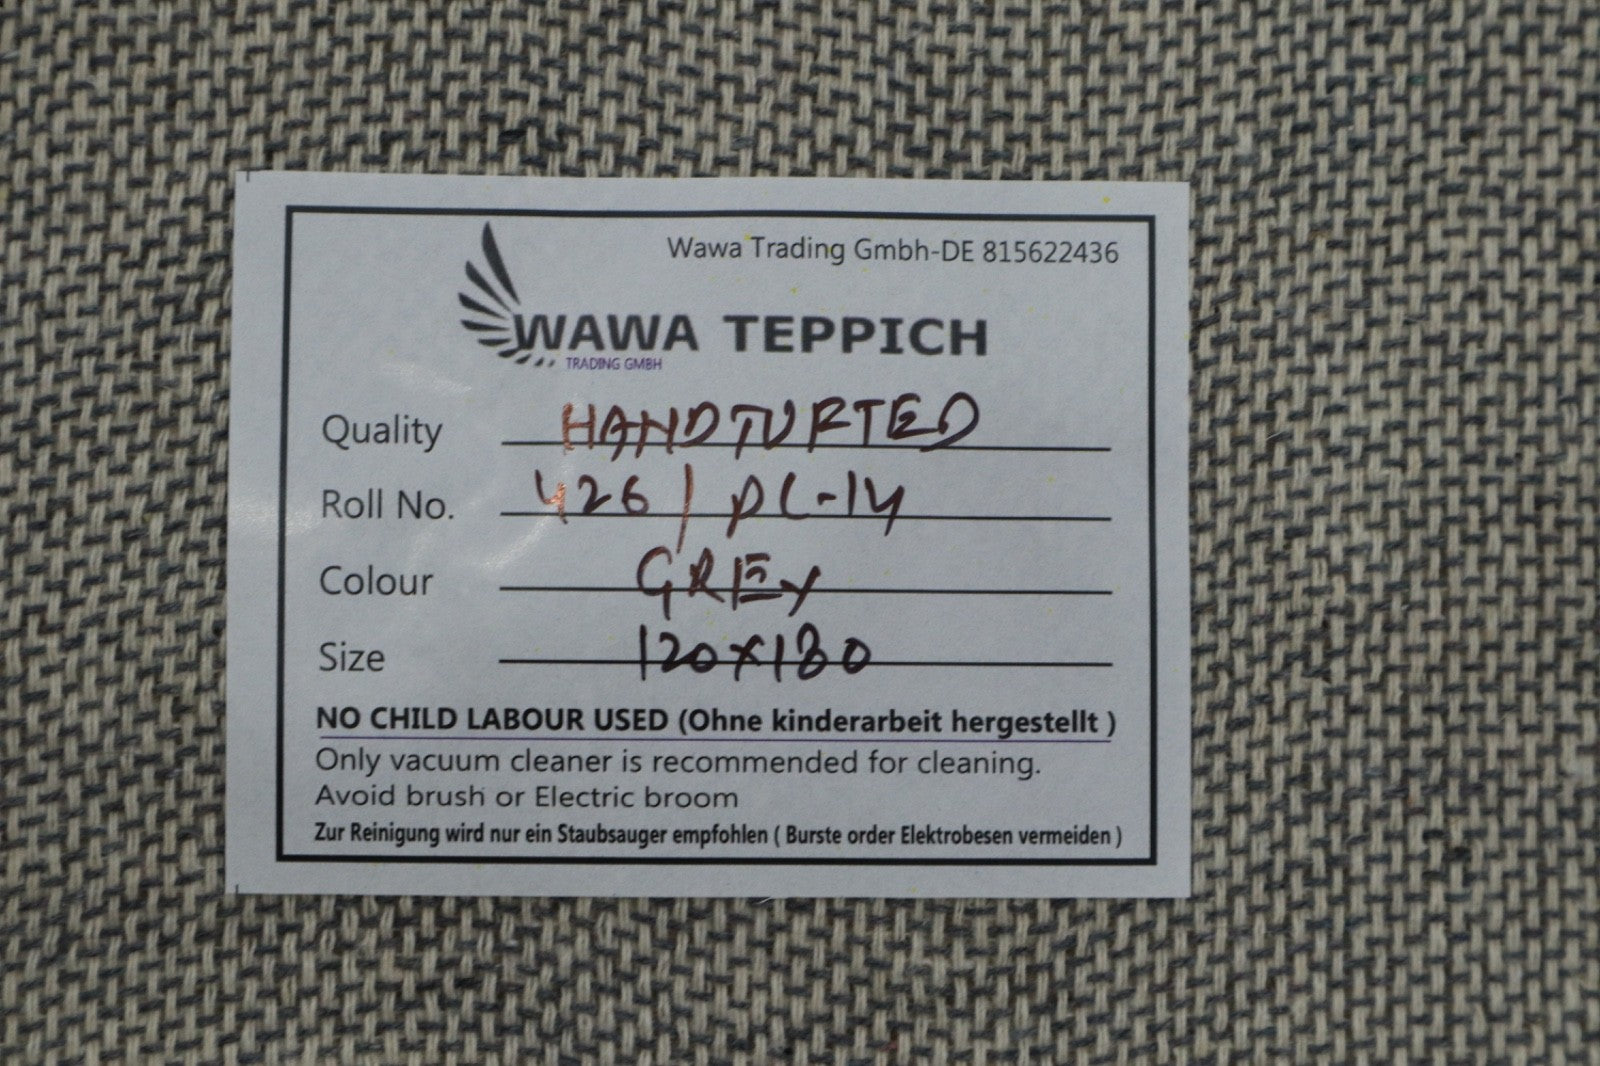 Wawa Trading Gmbh-DE 815622436
WAWA TEPPICH
TRADING GMBH
Quality HANDTUFTED
Roll No. 426 / PL-14
Colour GREY
Size 120x180
NO CHILD LABOUR USED (Ohne kinderarbeit hergestellt )
Only vacuum cleaner is recommended for cleaning.
Avoid brush or Electric broom
Zur Reinigung wird nur ein Staubsauger empfohlen ( Burste order Elektrobesen vermeiden )